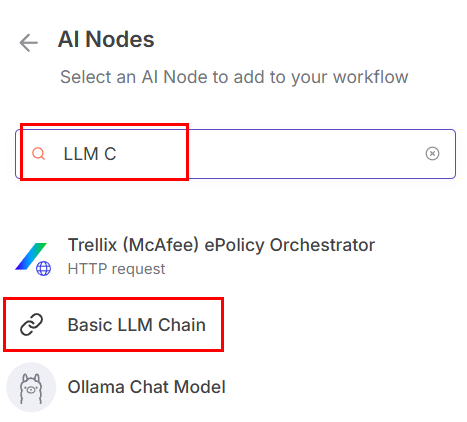 AI Nodes
Select an AI Node to add to your workflow
LLM C
Trellix (McAfee) ePolicy Orchestrator
HTTP request
Basic LLM Chain
Ollama Chat Model